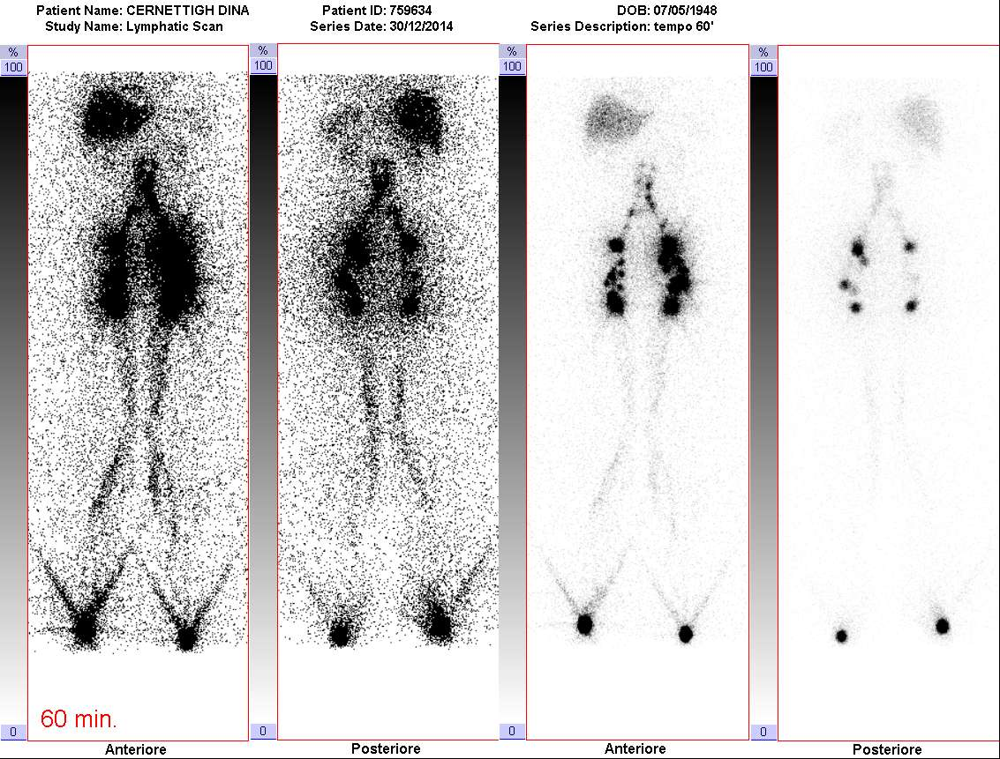 Patient Name: CERNETTIGH DINA Patient ID: 759634 DOB: 07/05/1948
Study Name: Lymphatic Scan Series Date: 30/12/2014 Series Description: tempo 60'
% % % %
100 100 100 100
60 min.
0 0 0 0
Anteriore Posteriore Anteriore Posteriore